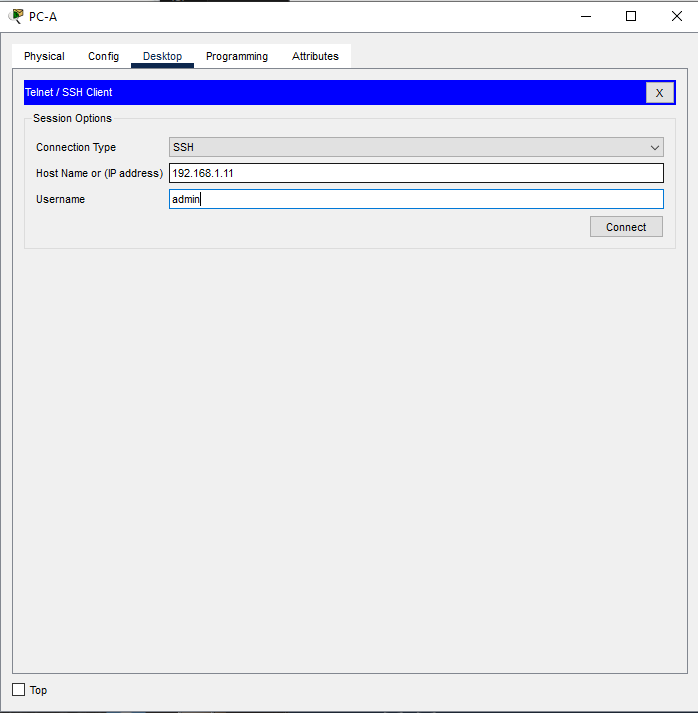 PC-A
Physical Config Desktop Programming Attributes
Telnet / SSH Client X
Session Options
Connection Type SSH
Host Name or (IP address) 192.168.1.11
Username admin
Connect
Top